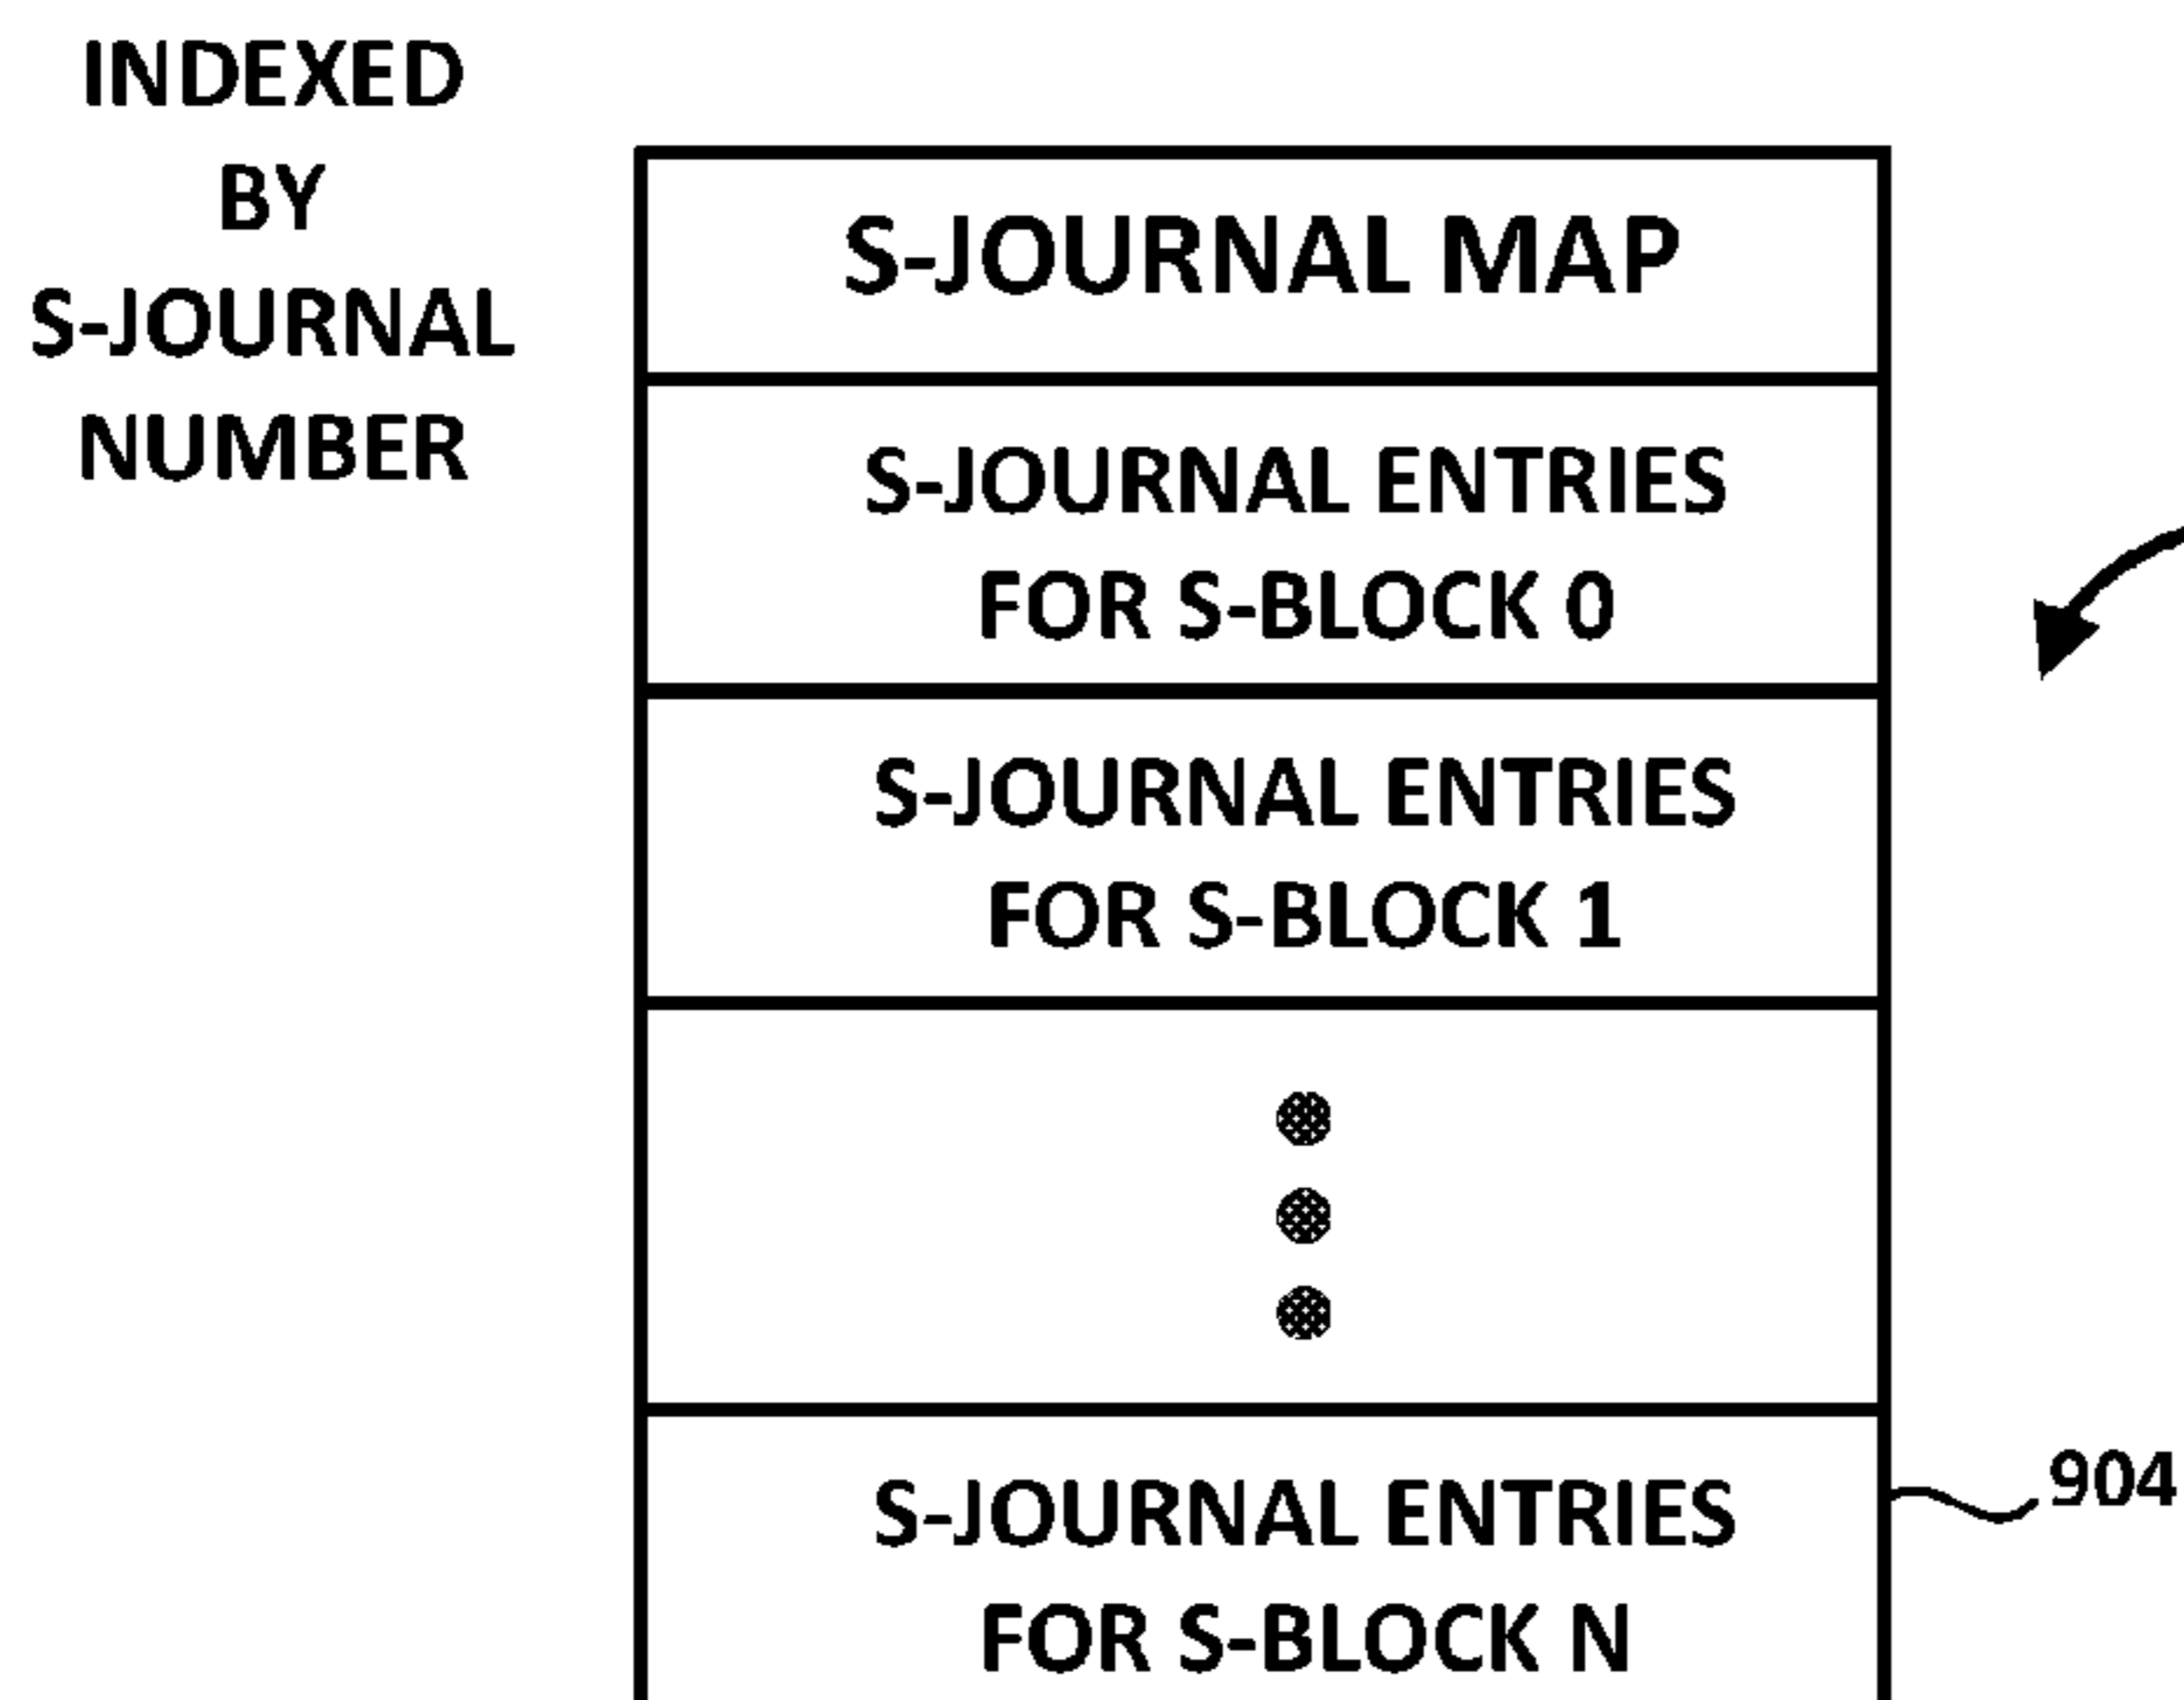 INDEXED
BY
S-JOURNAL
NUMBER
S-JOURNAL MAP
S-JOURNAL ENTRIES
FOR S-BLOCK 0
S-JOURNAL ENTRIES
FOR S-BLOCK 1
S-JOURNAL ENTRIES
FOR S-BLOCK N
904